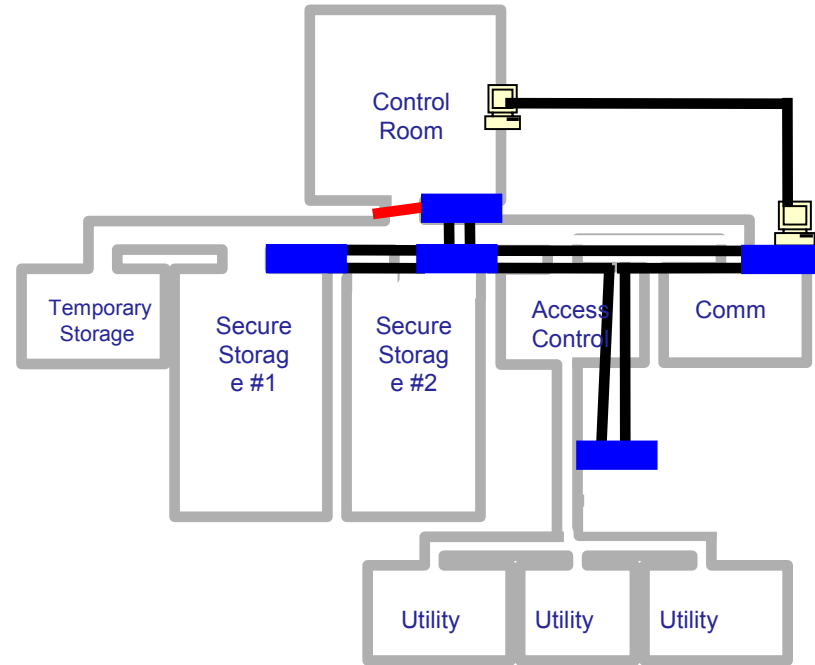 Control
Room
Temporary
Storage
Secure
Storag
e #1
Secure
Storag
e #2
Access
Control
Comm
Utility
Utility
Utility